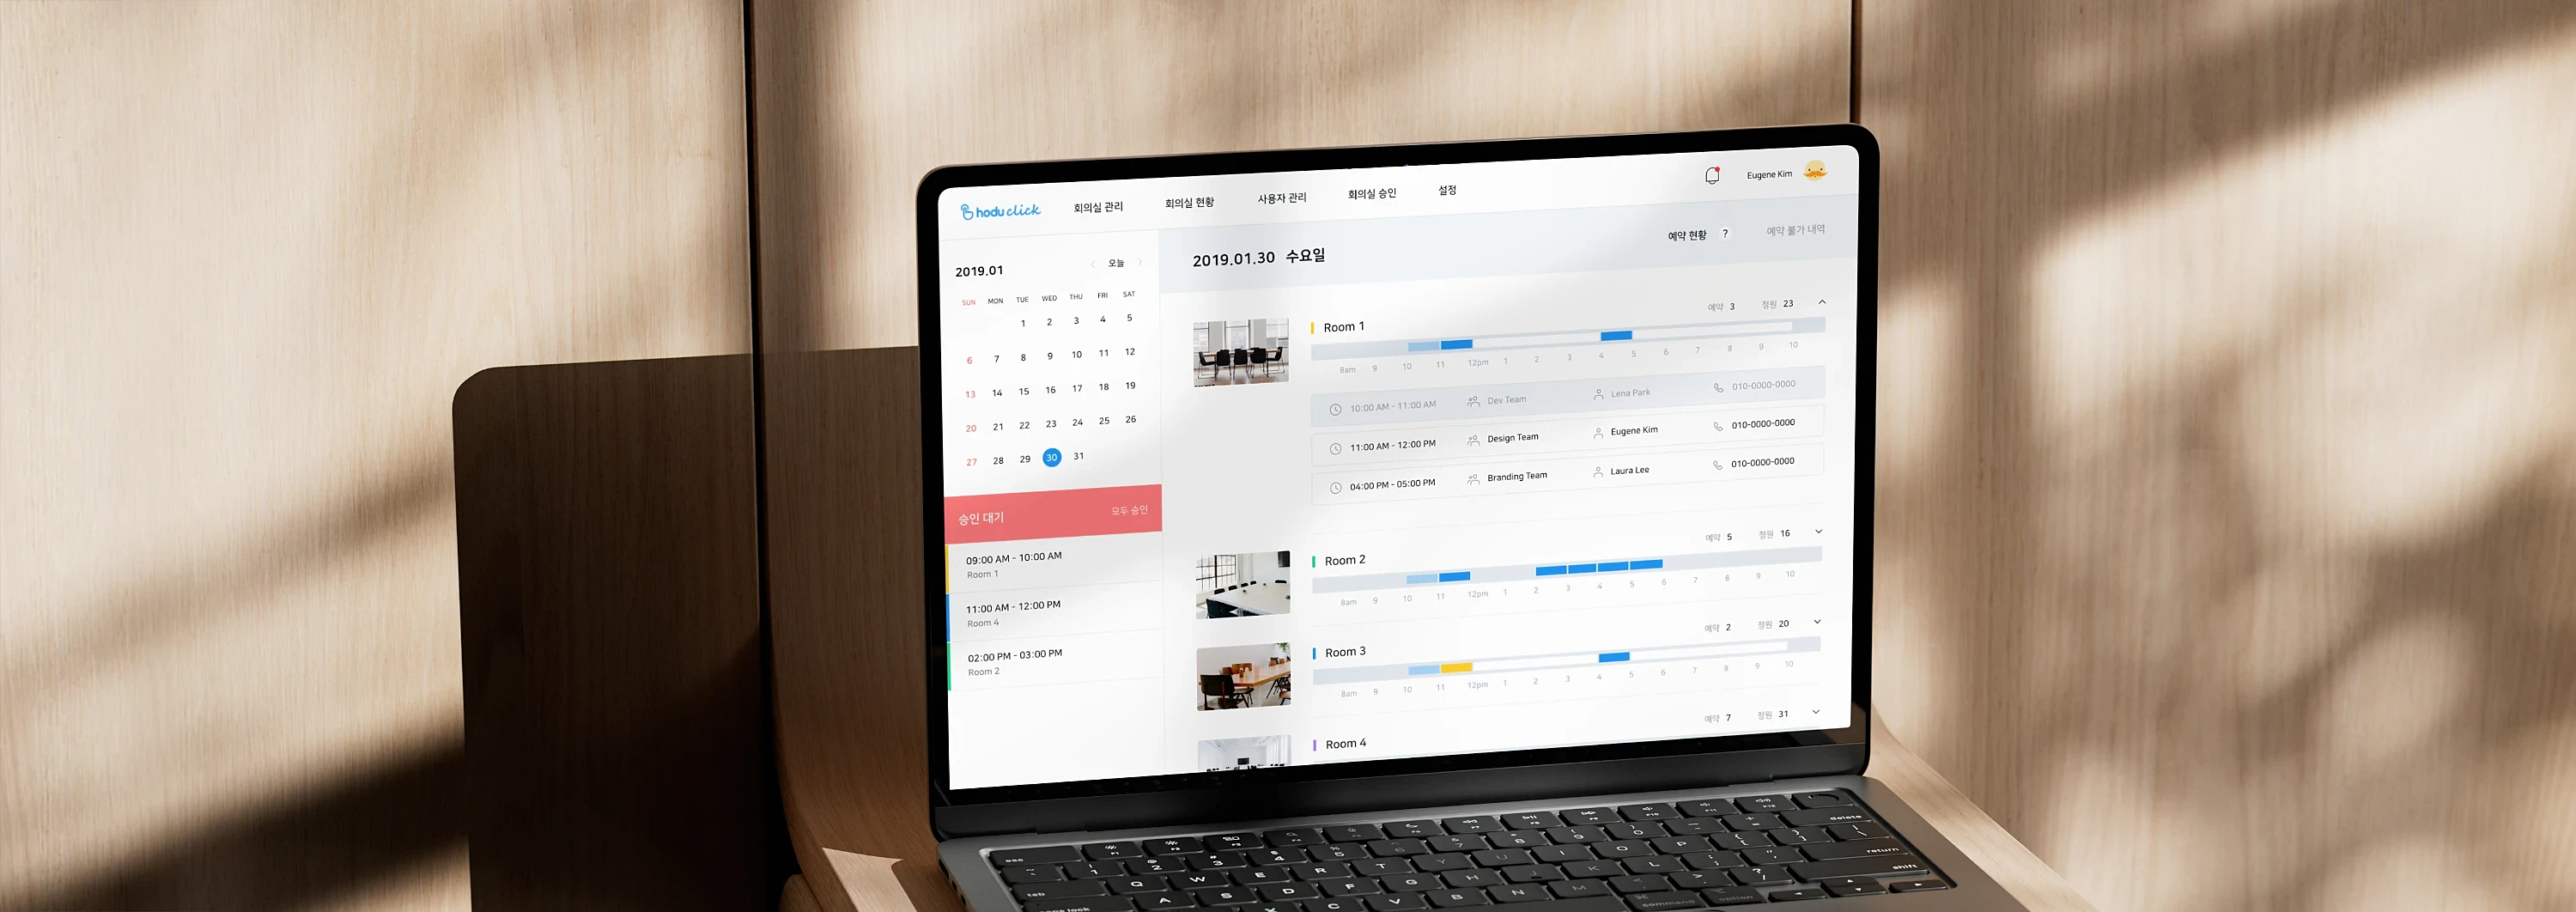 hodu click 회의실 관리 회의실 현황 사용자 관리 회의실 승인 설정 Eugene Kim
2019.01 오늘
SUN MON TUE WED THU FRI SAT
1 2 3 4 5
6 7 8 9 10 11 12
13 14 15 16 17 18 19
20 21 22 23 24 25 26
27 28 29 30 31
승인 대기 모두 승인
09:00 AM - 10:00 AM
Room 1
11:00 AM - 12:00 PM
Room 4
02:00 PM - 03:00 PM
Room 2
2019.01.30 수요일 예약 현황 ? 예약 불가 내역
Room 1 예약 3 정원 23
8am 9 10 11 12pm 1 2 3 4 5 6 7 8 9 10
10:00 AM - 11:00 AM Dev Team Lena Park 010-0000-0000
11:00 AM - 12:00 PM Design Team Eugene Kim 010-0000-0000
04:00 PM - 05:00 PM Branding Team Laura Lee 010-0000-0000
Room 2 예약 5 정원 16
8am 9 10 11 12pm 1 2 3 4 5 6 7 8 9 10
Room 3 예약 2 정원 20
8am 9 10 11 12pm 1 2 3 4 5 6 7 8 9 10
Room 4 예약 7 정원 31
esc
delete
tab Q W E R T Y U I O P
return
A S D F G H J K L
shift
C V B N M
command option